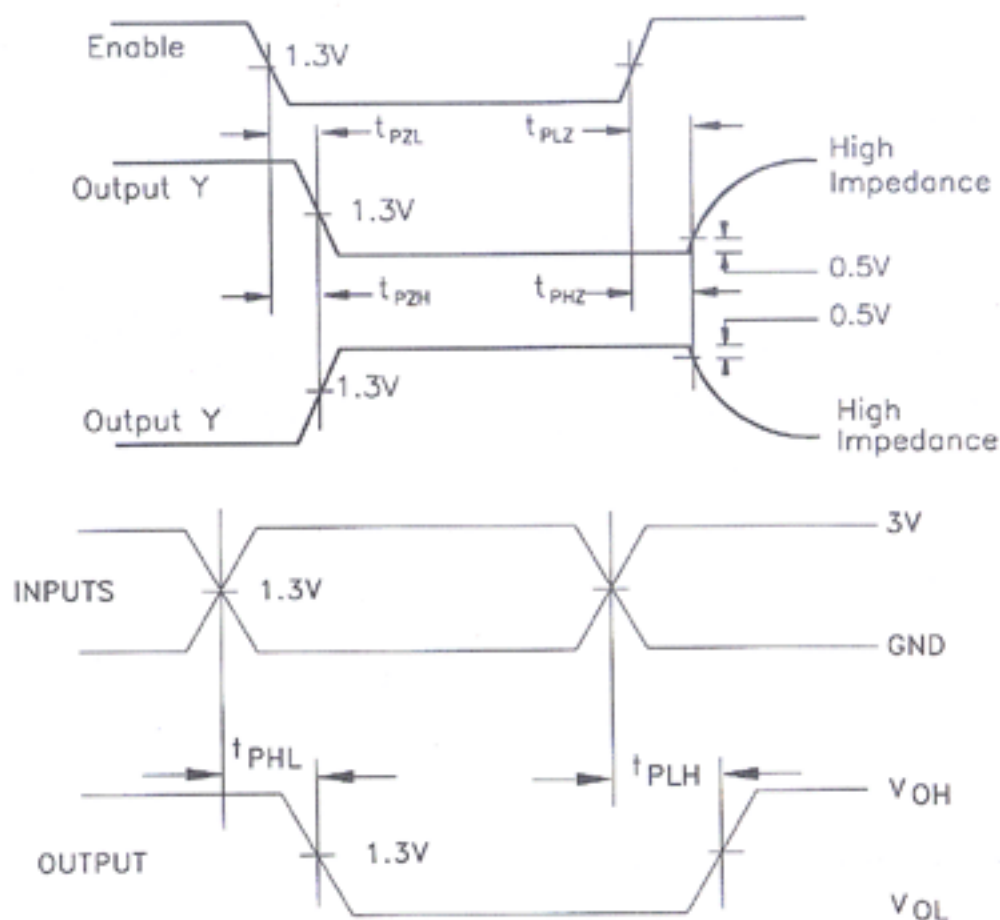 Enable
1.3V
tPZL
tPLZ
High
Impedance
Output Y
1.3V
0.5V
tPZH
tPHZ
0.5V
1.3V
Output Y
High
Impedance
3V
INPUTS
1.3V
GND
tPHL
tPLH
VOH
OUTPUT
1.3V
VOL